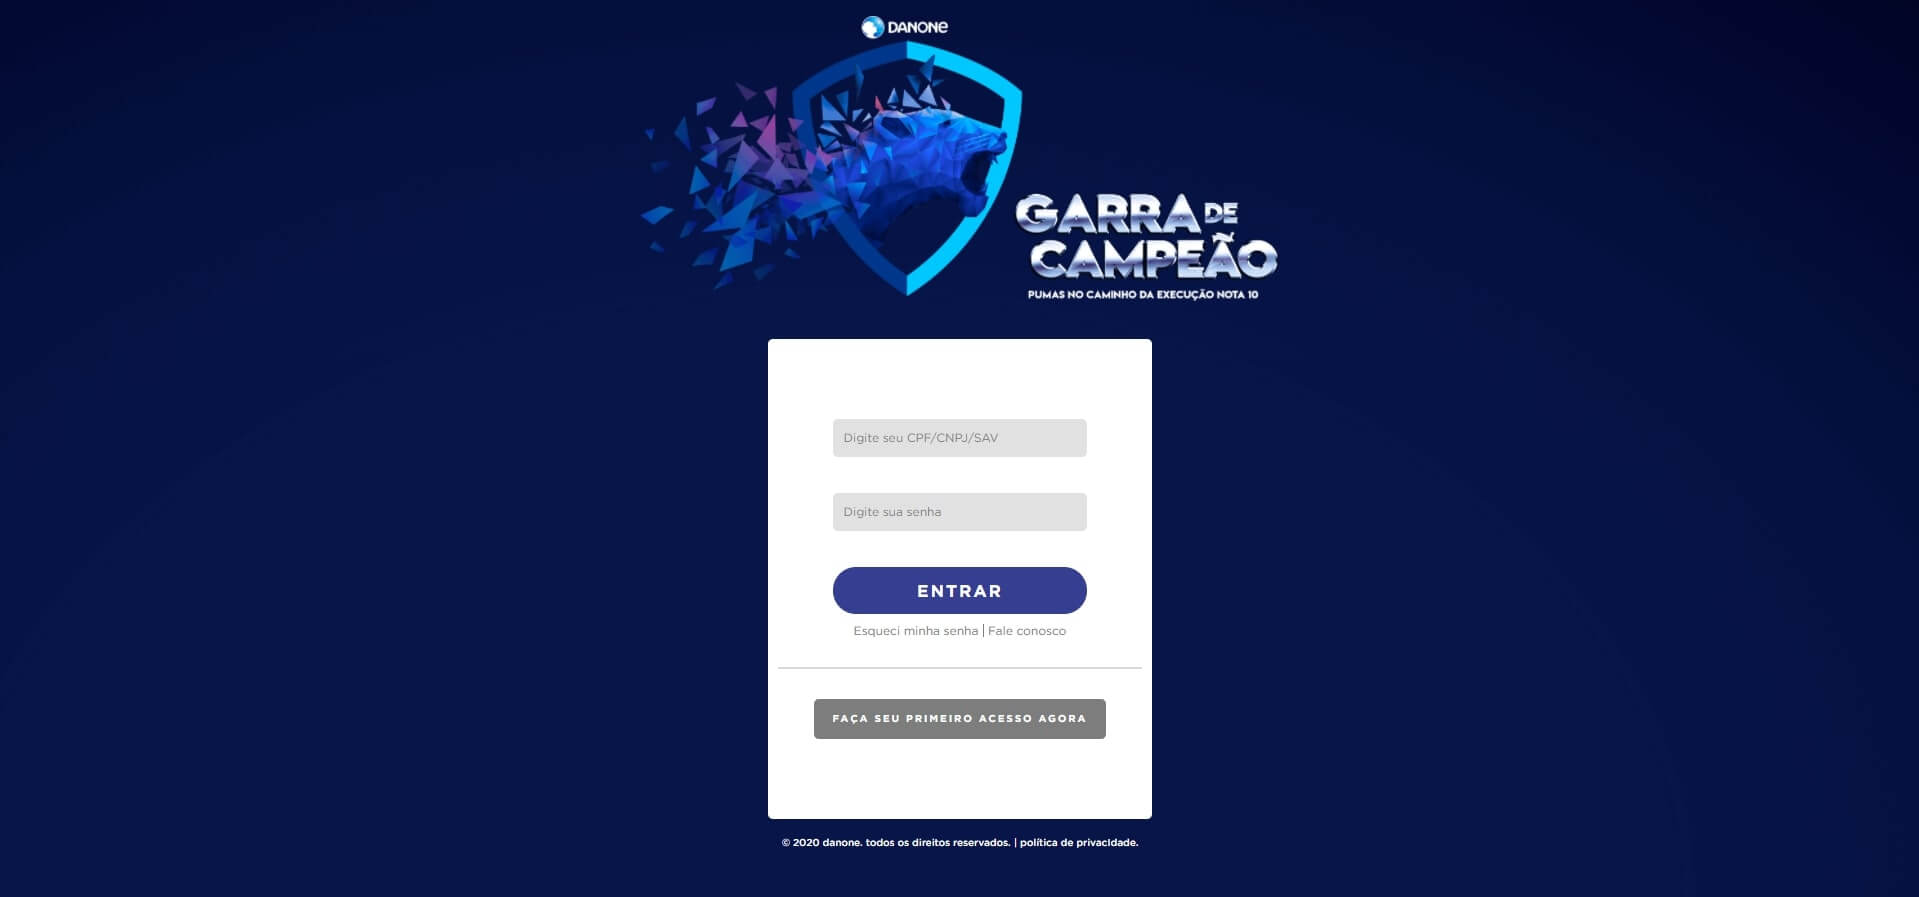 DANONE
GARRA DE
CAMPEÃO
PUMAS NO CAMINHO DA EXECUÇÃO NOTA 10
Digite seu CPF/CNPJ/SAV
Digite sua senha
ENTRAR
Esqueci minha senha | Fale conosco
FAÇA SEU PRIMEIRO ACESSO AGORA
© 2020 danone. todos os direitos reservados. | política de privacidade.